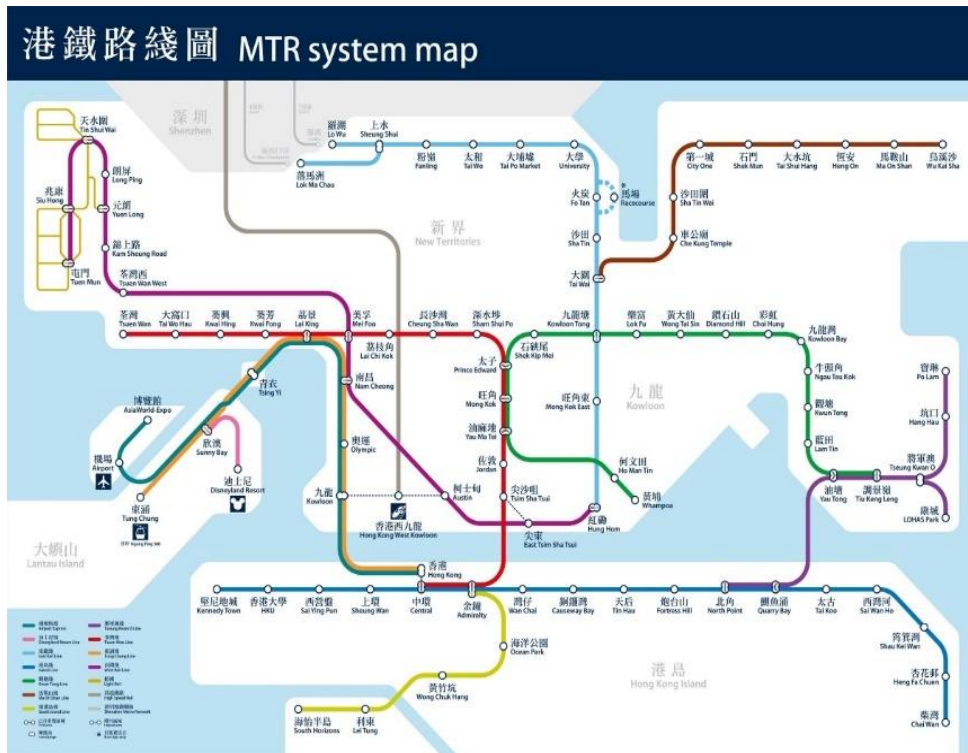 港鐵路綫圖 MTR system map
深圳
Shenzhen
天水圍
Tin Shui Wai
朗屏
Long Ping
兆康
Siu Hong
元朗
Yuen Long
錦上路
Kam Sheung Road
屯門
Tuen Mun
荃灣西
Tsuen Wan West
羅湖
Lo Wu
上水
Sheung Shui
落馬洲
Lok Ma Chau
粉嶺
Fanling
太和
Tai Wo
大埔墟
Tai Po Market
大學
University
火炭
Fo Tan
馬場
Racecourse
沙田
Sha Tin
大圍
Tai Wai
新界
New Territories
第一城
City One
石門
Shek Mun
大水坑
Tai Shui Hang
恆安
Heng On
馬鞍山
Ma On Shan
烏溪沙
Wu Kai Sha
沙田圍
Sha Tin Wai
車公廟
Che Kung Temple
荃灣
Tsuen Wan
大窩口
Tai Wo Hau
葵興
Kwai Hing
葵芳
Kwai Fong
荔景
Lai King
美孚
Mei Foo
荔枝角
Lai Chi Kok
長沙灣
Cheung Sha Wan
深水埗
Sham Shui Po
石硤尾
Shek Kip Mei
九龍塘
Kowloon Tong
樂富
Lok Fu
黃大仙
Wong Tai Sin
鑽石山
Diamond Hill
彩虹
Choi Hung
九龍灣
Kowloon Bay
牛頭角
Ngau Tau Kok
觀塘
Kwun Tong
藍田
Lam Tin
油塘
Yau Tong
調景嶺
Tiu Keng Leng
將軍澳
Tseung Kwan O
寶琳
Po Lam
坑口
Hang Hau
康城
LOHAS Park
太子
Prince Edward
旺角
Mong Kok
油麻地
Yau Ma Tei
佐敦
Jordan
尖沙咀
Tsim Sha Tsui
旺角東
Mong Kok East
九龍
Kowloon
何文田
Ho Man Tin
黃埔
Whampoa
紅磡
Hung Hom
尖東
East Tsim Sha Tsui
柯士甸
Austin
香港西九龍
Hong Kong West Kowloon
九龍
Kowloon
奧運
Olympic
南昌
Nam Cheong
青衣
Tsing Yi
博覽館
AsiaWorld-Expo
機場
Airport
欣澳
Sunny Bay
迪士尼
Disneyland Resort
東涌
Tung Chung
大嶼山
Lantau Island
香港
Hong Kong
堅尼地城
Kennedy Town
香港大學
HKU
西營盤
Sai Ying Pun
上環
Sheung Wan
中環
Central
金鐘
Admiralty
灣仔
Wan Chai
銅鑼灣
Causeway Bay
天后
Tin Hau
炮台山
Fortress Hill
北角
North Point
鰂魚涌
Quarry Bay
太古
Tai Koo
西灣河
Sai Wan Ho
筲箕灣
Shau Kei Wan
杏花邨
Heng Fa Chuen
柴灣
Chai Wan
海洋公園
Ocean Park
黃竹坑
Wong Chuk Hang
利東
Lei Tung
海怡半島
South Horizons
港島
Hong Kong Island